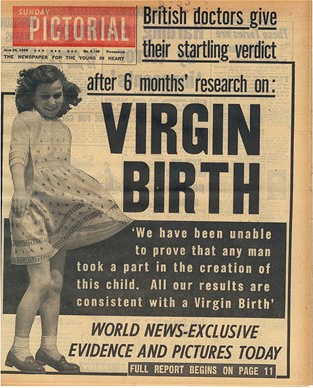 SUNDAY
PICTORIAL
THE NEWSPAPER FOR THE YOUNG IN HEART
British doctors give
their startling verdict
after 6 months' research on:
VIRGIN
BIRTH
'We have been unable
to prove that any man
took a part in the creation of
this child. All our results are
consistent with a Virgin Birth'
WORLD NEWS-EXCLUSIVE
EVIDENCE AND PICTURES TODAY
FULL REPORT BEGINS ON PAGE 11